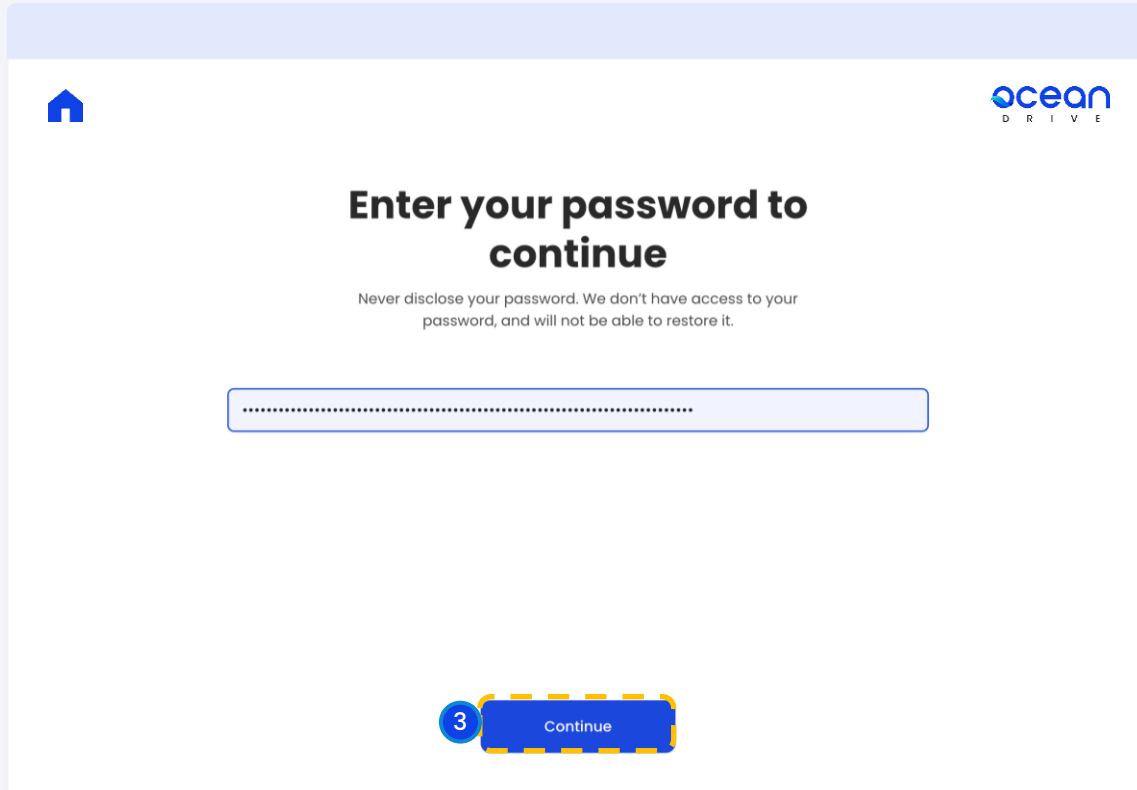 ocean
DRIVE
Enter your password to
continue
Never disclose your password. We don't have access to your
password, and will not be able to restore it.
3
Continue